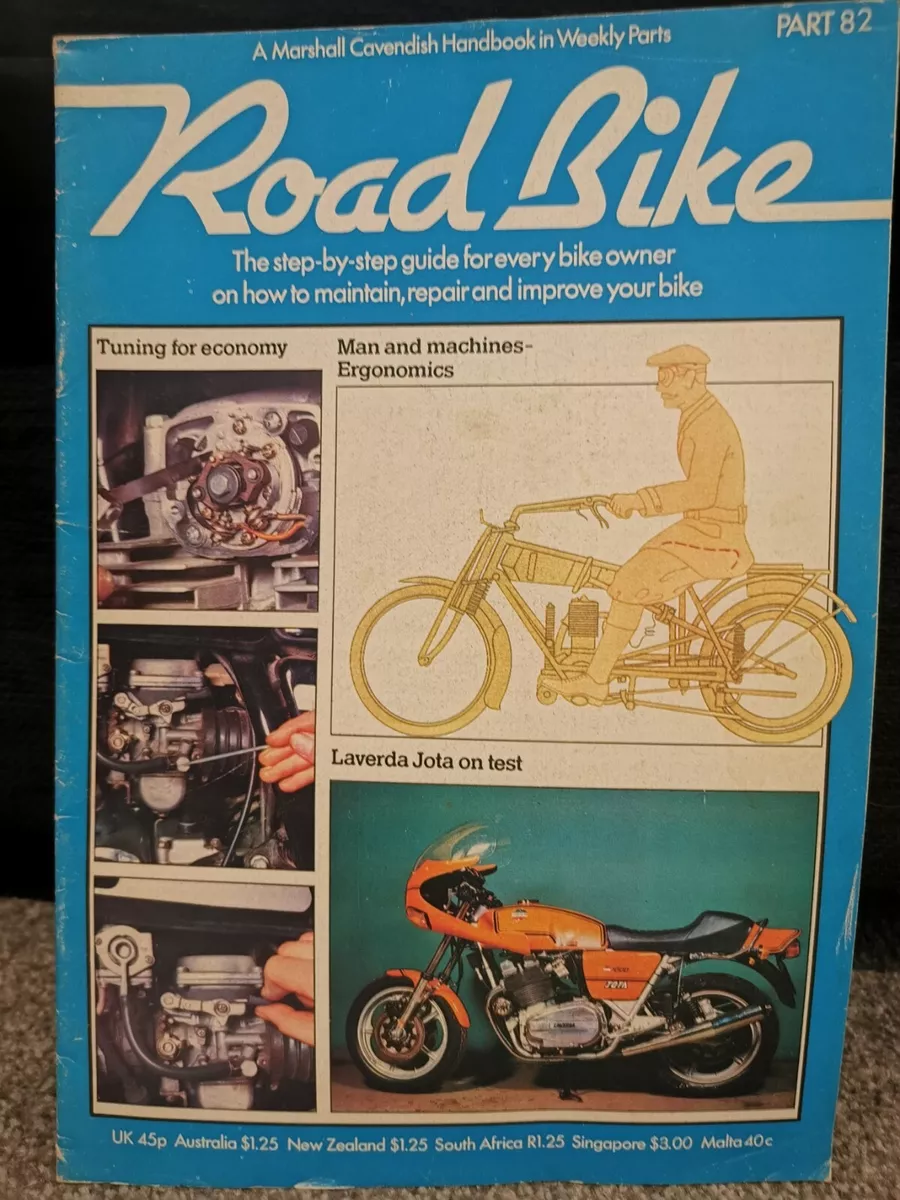 A Marshall Cavendish Handbook in Weekly Parts
PART 82
Road Bike
The step-by-step guide for every bike owner
on how to maintain, repair and improve your bike
Tuning for economy
Man and machines-
Ergonomics
Laverda Jota on test
1000
JOTA
LAVERDA
UK 45p Australia $1.25 New Zealand $1.25 South Africa R1.25 Singapore $3.00 Malta 40c